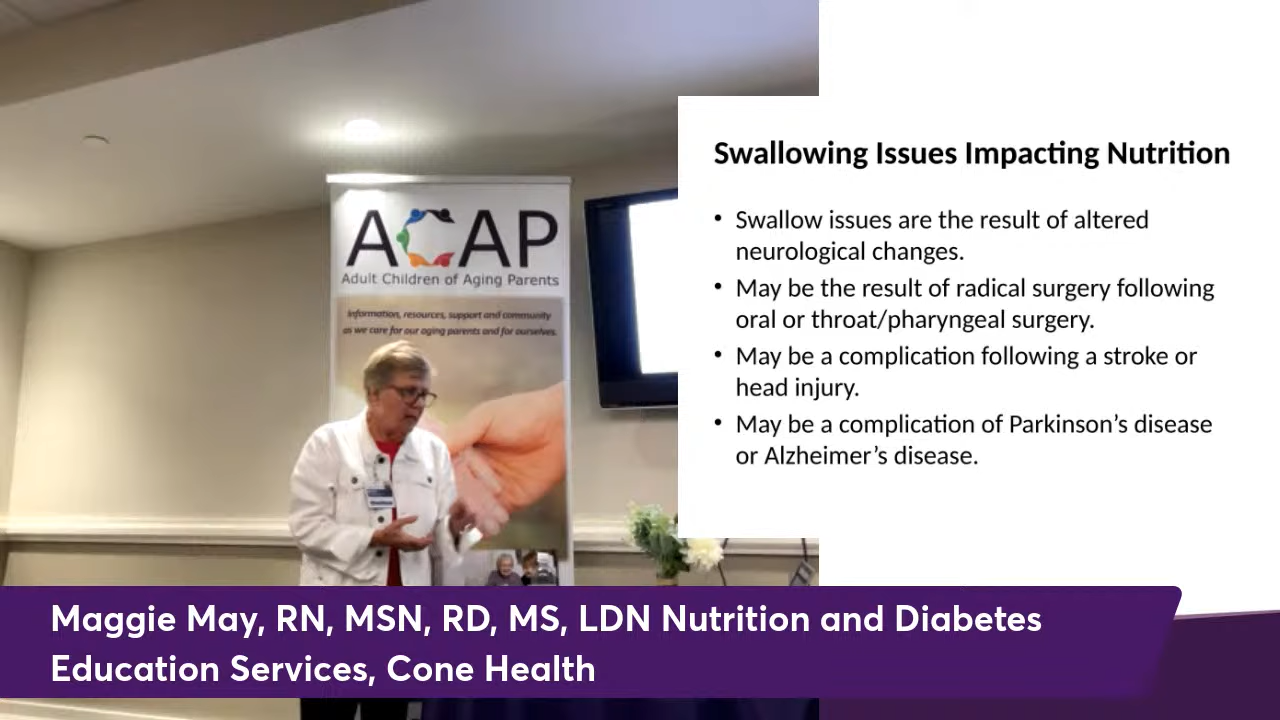 ACAP
Adult Children of Aging Parents
Information, resources, support and community
as we care for our aging parents and for ourselves.
Swallowing Issues Impacting Nutrition
• Swallow issues are the result of altered
neurological changes.
• May be the result of radical surgery following
oral or throat/pharyngeal surgery.
• May be a complication following a stroke or
head injury.
• May be a complication of Parkinson’s disease
or Alzheimer’s disease.
Maggie May, RN, MSN, RD, MS, LDN Nutrition and Diabetes
Education Services, Cone Health